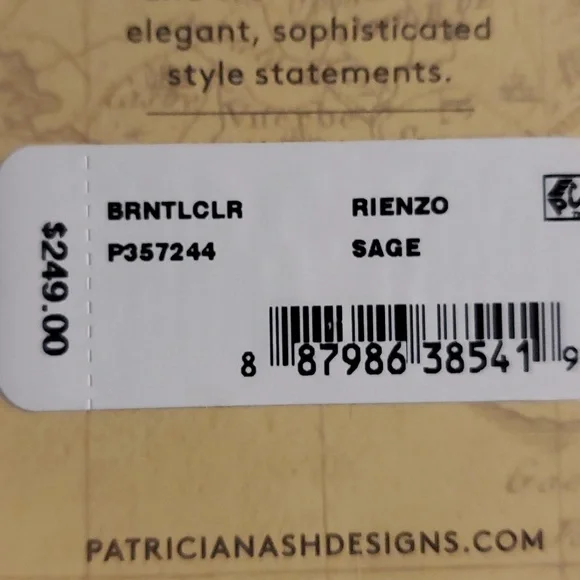 elegant, sophisticated
style statements.
$249.00
BRNTLCLR RIENZO
P357244 SAGE
8 87986 38541 9
PATRICIANASHDESIGNS.COM